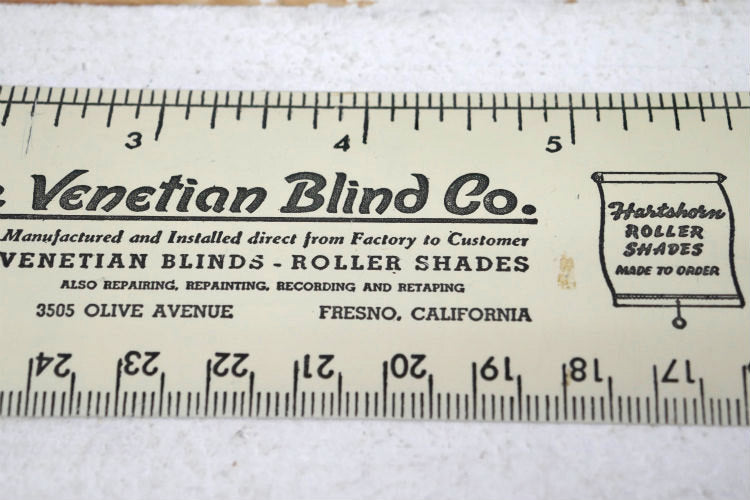 3 4 5
Venetian Blind Co.
Manufactured and Installed direct from Factory to Customer
VENETIAN BLINDS - ROLLER SHADES
ALSO REPAIRING, REPAINTING, RECORDING AND RETAPING
3505 OLIVE AVENUE FRESNO, CALIFORNIA
Hartshorn
ROLLER
SHADES
MADE TO ORDER
24 23 22 21 20 19 18 17